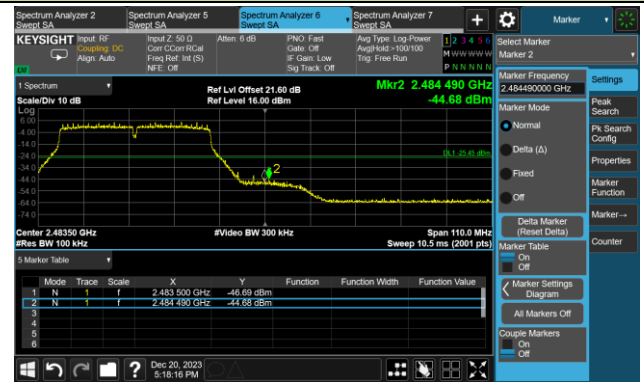 Spectrum Analyzer 2
Swept SA
Spectrum Analyzer 5
Swept SA
Spectrum Analyzer 6
Swept SA
Spectrum Analyzer 7
Swept SA
+
Marker
KEYSIGHT
Input: RF
Coupling: DC
Align: Auto
Input Z: 50 Ω
Corr CCorr RCal
Freq Ref: Int (S)
NFE: Off
Atten: 6 dB
PNO: Fast
Gate: Off
IF Gain: Low
Sig Track: Off
Avg Type: Log-Power
Avg|Hold:>100/100
Trig: Free Run
1 2 3 4 5 6
M W W W W W
P N N N N N
Select Marker
Marker 2
1 Spectrum
Scale/Div 10 dB
Log
Ref Lvl Offset 21.60 dB
Ref Level 16.00 dBm
Mkr2 2.484 490 GHz
-44.68 dBm
6.00
-4.00
-14.0
-24.0
-34.0
-44.0
-54.0
-64.0
-74.0
DL1 -25.45 dBm
2
Center 2.48350 GHz
#Res BW 100 kHz
#Video BW 300 kHz
Span 110.0 MHz
Sweep 10.5 ms (2001 pts)
5 Marker Table
Mode Trace Scale X Y Function Function Width Function Value
1 N 1 f 2.483 500 GHz -46.69 dBm
2 N 1 f 2.484 490 GHz -44.68 dBm
3
4
5
6
Marker Frequency
2.484490000 GHz
Marker Mode
Normal
Delta (Δ)
Fixed
Off
Delta Marker
(Reset Delta)
Marker Table
On
Off
Marker Settings
Diagram
All Markers Off
Couple Markers
On
Off
Settings
Peak
Search
Pk Search
Config
Properties
Marker
Function
Marker→
Counter
?
Dec 20, 2023
5:18:16 PM